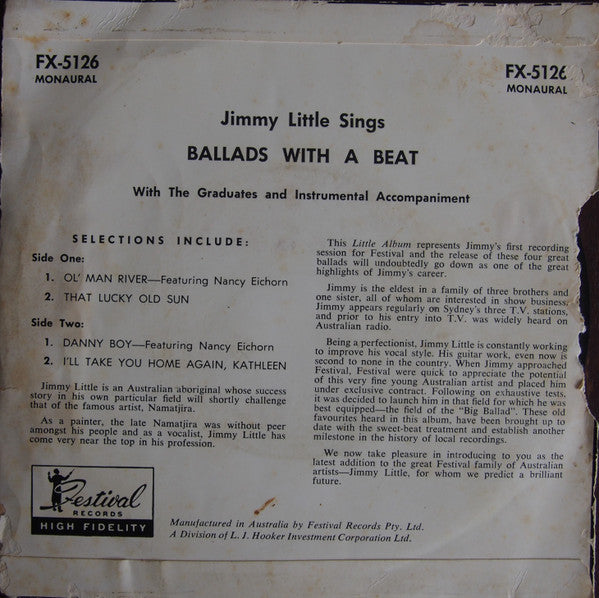 FX-5126
MONAURAL
FX-5126
MONAURAL
Jimmy Little Sings
BALLADS WITH A BEAT
With The Graduates and Instrumental Accompaniment
SELECTIONS INCLUDE:
Side One:
1. OL' MAN RIVER—Featuring Nancy Eichorn
2. THAT LUCKY OLD SUN
Side Two:
1. DANNY BOY—Featuring Nancy Eichorn
2. I'LL TAKE YOU HOME AGAIN, KATHLEEN
Jimmy Little is an Australian aboriginal whose success
story in his own particular field will shortly challenge
that of the famous artist, Namatjira.
As a painter, the late Namatjira was without peer
amongst his people and as a vocalist, Jimmy Little has
come very near the top in his profession.
This Little Album represents Jimmy's first recording
session for Festival and the release of these four great
ballads will undoubtedly go down as one of the great
highlights of Jimmy's career.
Jimmy is the eldest in a family of three brothers and
one sister, all of whom are interested in show business.
Jimmy appears regularly on Sydney's three T.V. stations,
and prior to his entry into T.V. was widely heard on
Australian radio.
Being a perfectionist, Jimmy Little is constantly working
to improve his vocal style. His guitar work, even now is
second to none in the country. When Jimmy approached
Festival, Festival were quick to appreciate the potential
of this very fine young Australian artist and placed him
under exclusive contract. Following on exhaustive tests,
it was decided to launch him in that field for which he was
best equipped—the field of the "Big Ballad". These old
favourites heard in this album, have been brought up to
date with the sweet-beat treatment and establish another
milestone in the history of local recordings.
We now take pleasure in introducing to you as the
latest addition to the great Festival family of Australian
artists—Jimmy Little, for whom we predict a brilliant
future.
Festival
RECORDS
HIGH FIDELITY
Manufactured in Australia by Festival Records Pty. Ltd.
A Division of L. J. Hooker Investment Corporation Ltd.